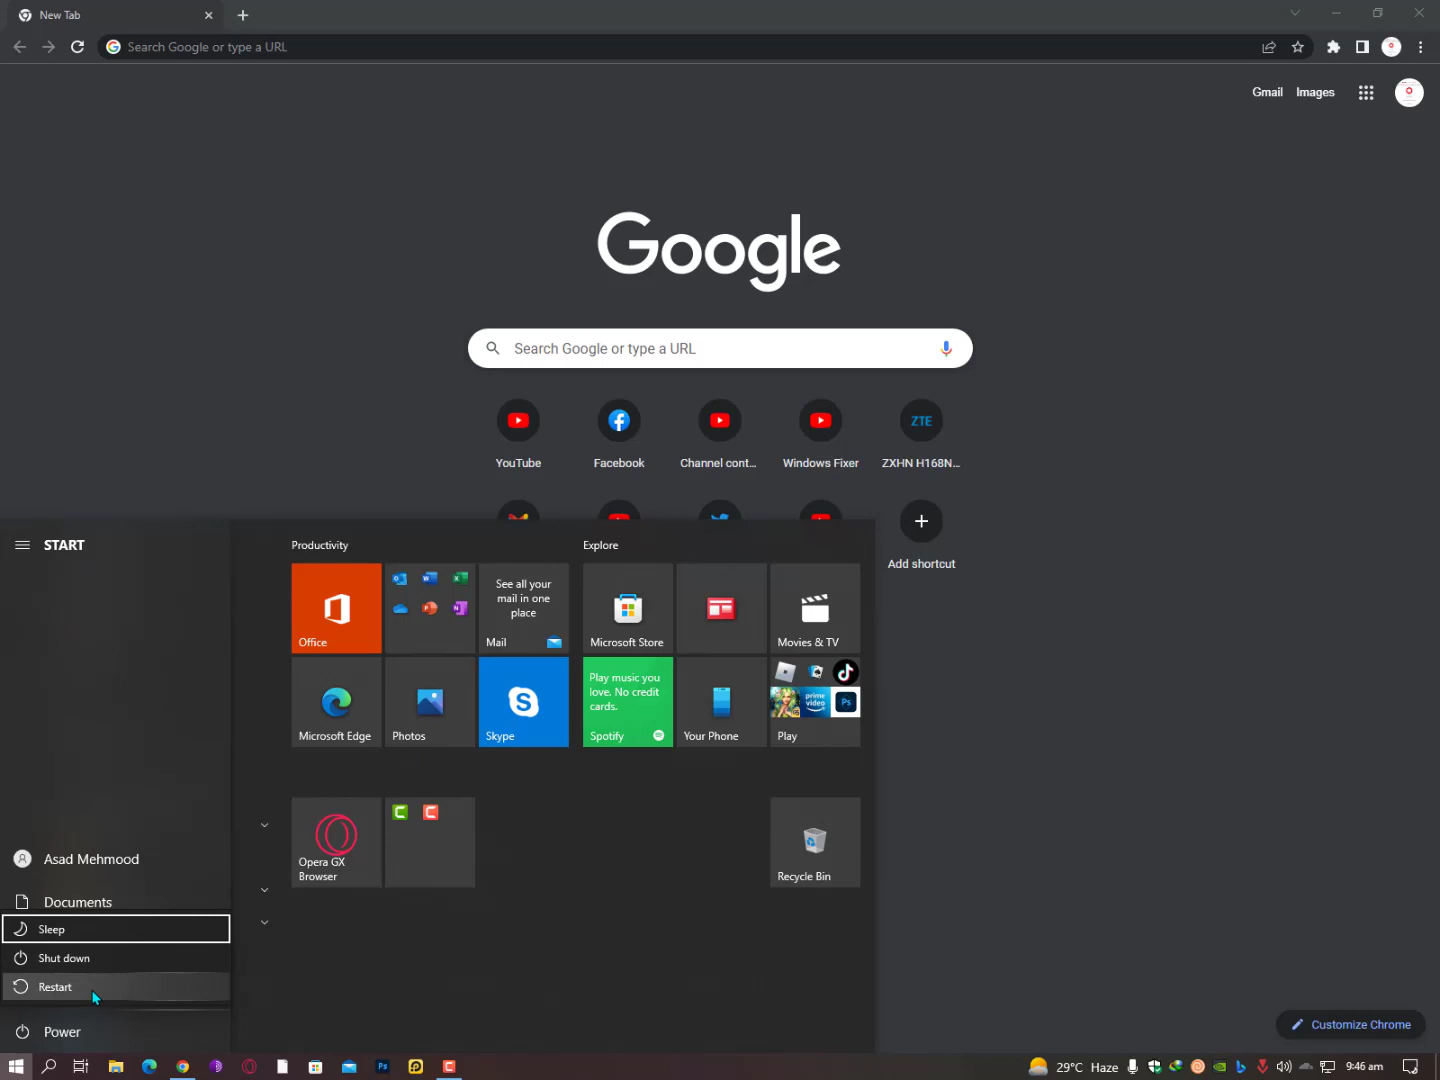 New Tab
Search Google or type a URL
Gmail
Images
Google
Search Google or type a URL
YouTube
Facebook
Channel cont...
Windows Fixer
ZTE
ZXHN H168N...
Add shortcut
START
Productivity
Explore
Office
See all your
mail in one
place
Mail
Microsoft Store
Movies & TV
Microsoft Edge
Photos
Skype
Play music you
love. No credit
cards.
Spotify
Your Phone
prime
video
Ps
Play
Opera GX
Browser
Recycle Bin
Asad Mehmood
Documents
Sleep
Shut down
Restart
Power
Customize Chrome
Ps
29°C Haze
9:46 am